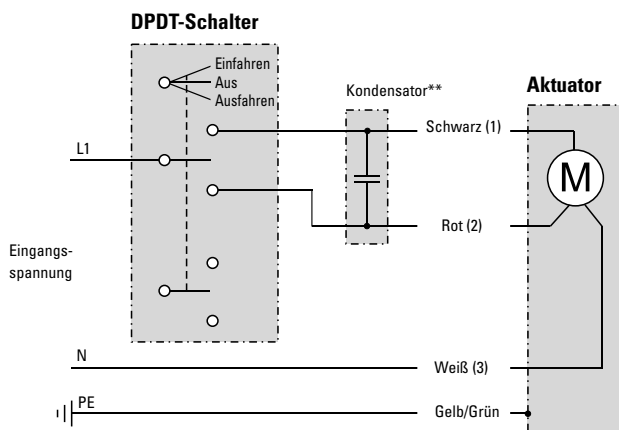 DPDT-Schalter
Einfahren
Aus
Ausfahren
Kondensator**
Aktuator
Schwarz (1)
L1
M
Rot (2)
Eingangs-
spannung
N
Weiß (3)
PE
Gelb/Grün